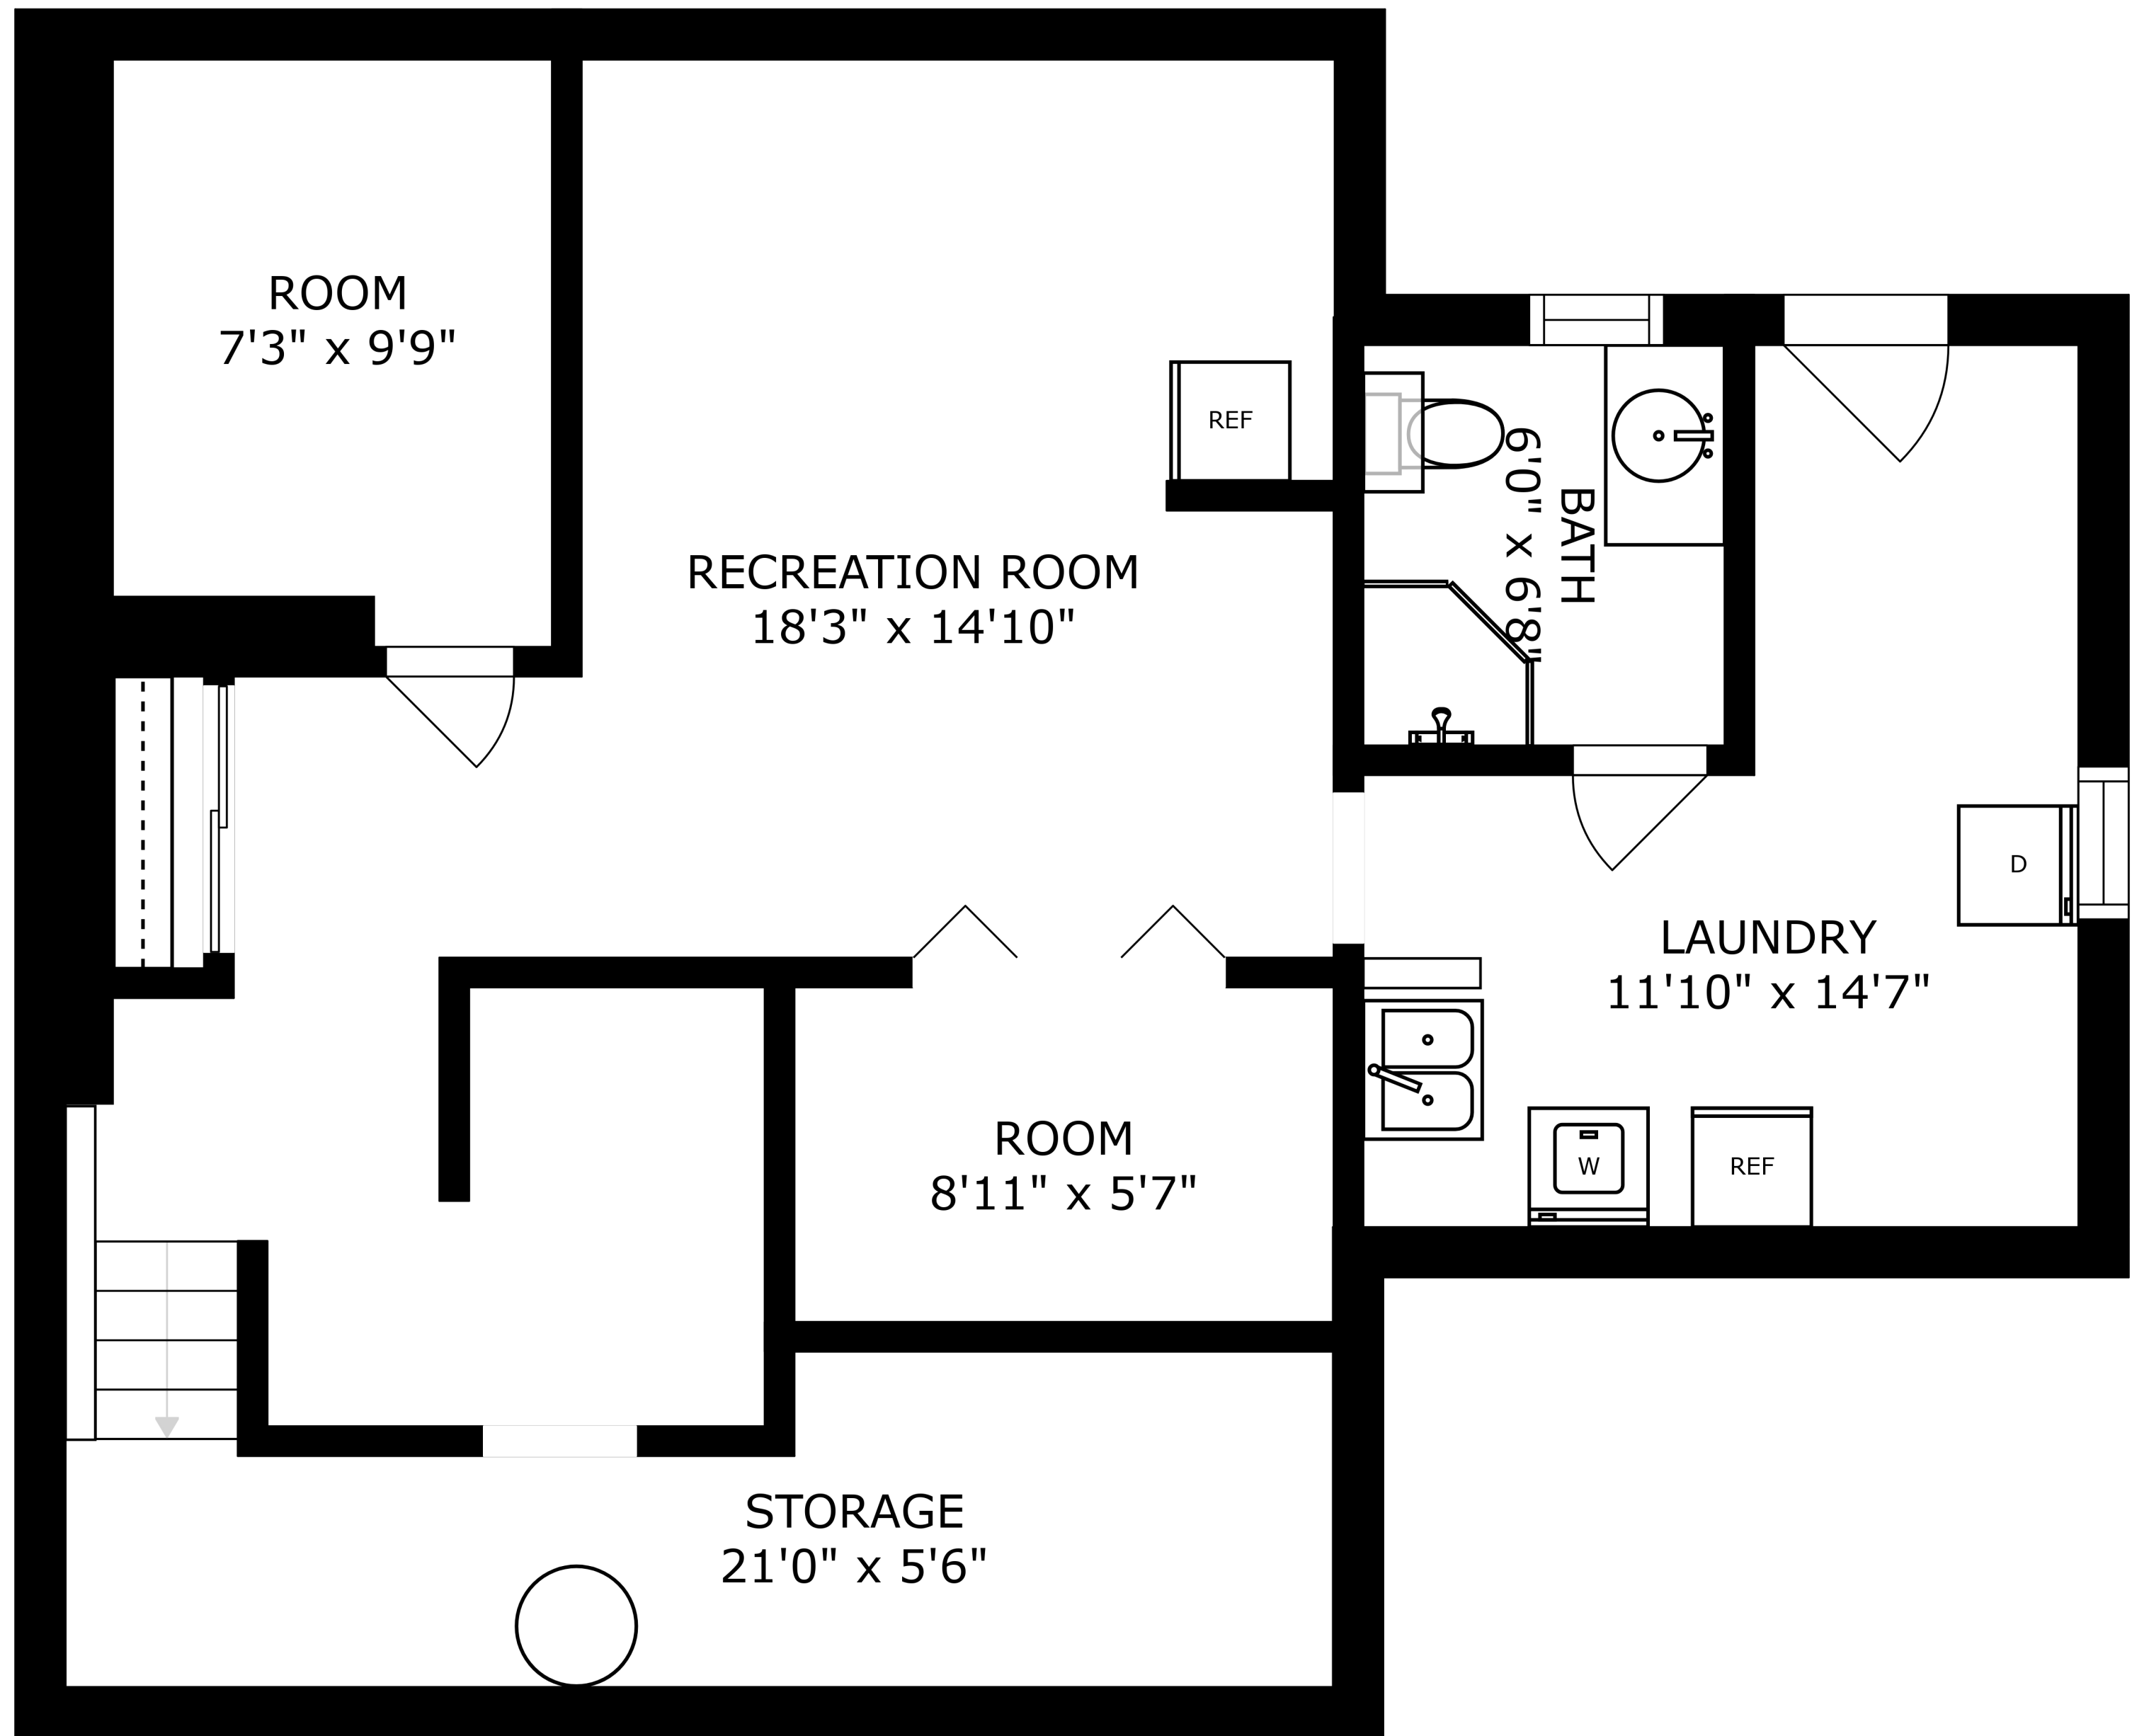 ROOM
7'3" x 9'9"
REF
RECREATION ROOM
18'3" x 14'10"
BATH
6'0" x 6'8"
D
LAUNDRY
11'10" x 14'7"
ROOM
8'11" x 5'7"
W
REF
STORAGE
21'0" x 5'6"